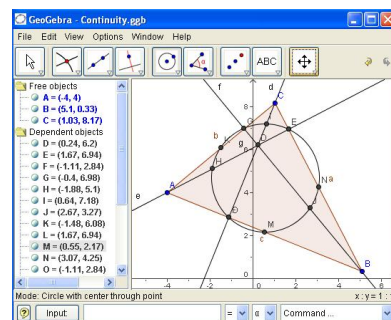 GeoGebra - Continuity.ggb
File Edit View Options Window Help
ABC
Free objects
A = (-4, 4)
B = (5.1, 0.33)
C = (1.03, 8.17)
Dependent objects
D = (0.24, 6.2)
E = (1.67, 6.94)
F = (-1.11, 2.84)
G = (-0.4, 6.98)
H = (-1.88, 5.1)
I = (0.64, 7.18)
J = (2.67, 3.27)
K = (-1.48, 6.08)
L = (1.67, 6.94)
M = (0.55, 2.17)
N = (3.07, 4.25)
O = (-1.11, 2.84)
f
d
C
8
b
K
E
g
D
6
H
N
a
A
4
e
J
M
2
c
B
-4
-2
0
0
2
4
Mode: Circle with center through point
x : y = 1 :
Input:
=
α
Command ...